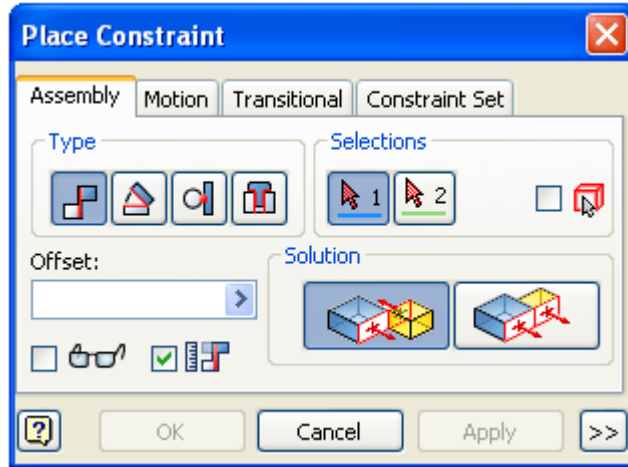 Place Constraint
Assembly Motion Transitional Constraint Set
Type Selections
1 2
Offset: Solution
? OK Cancel Apply >>